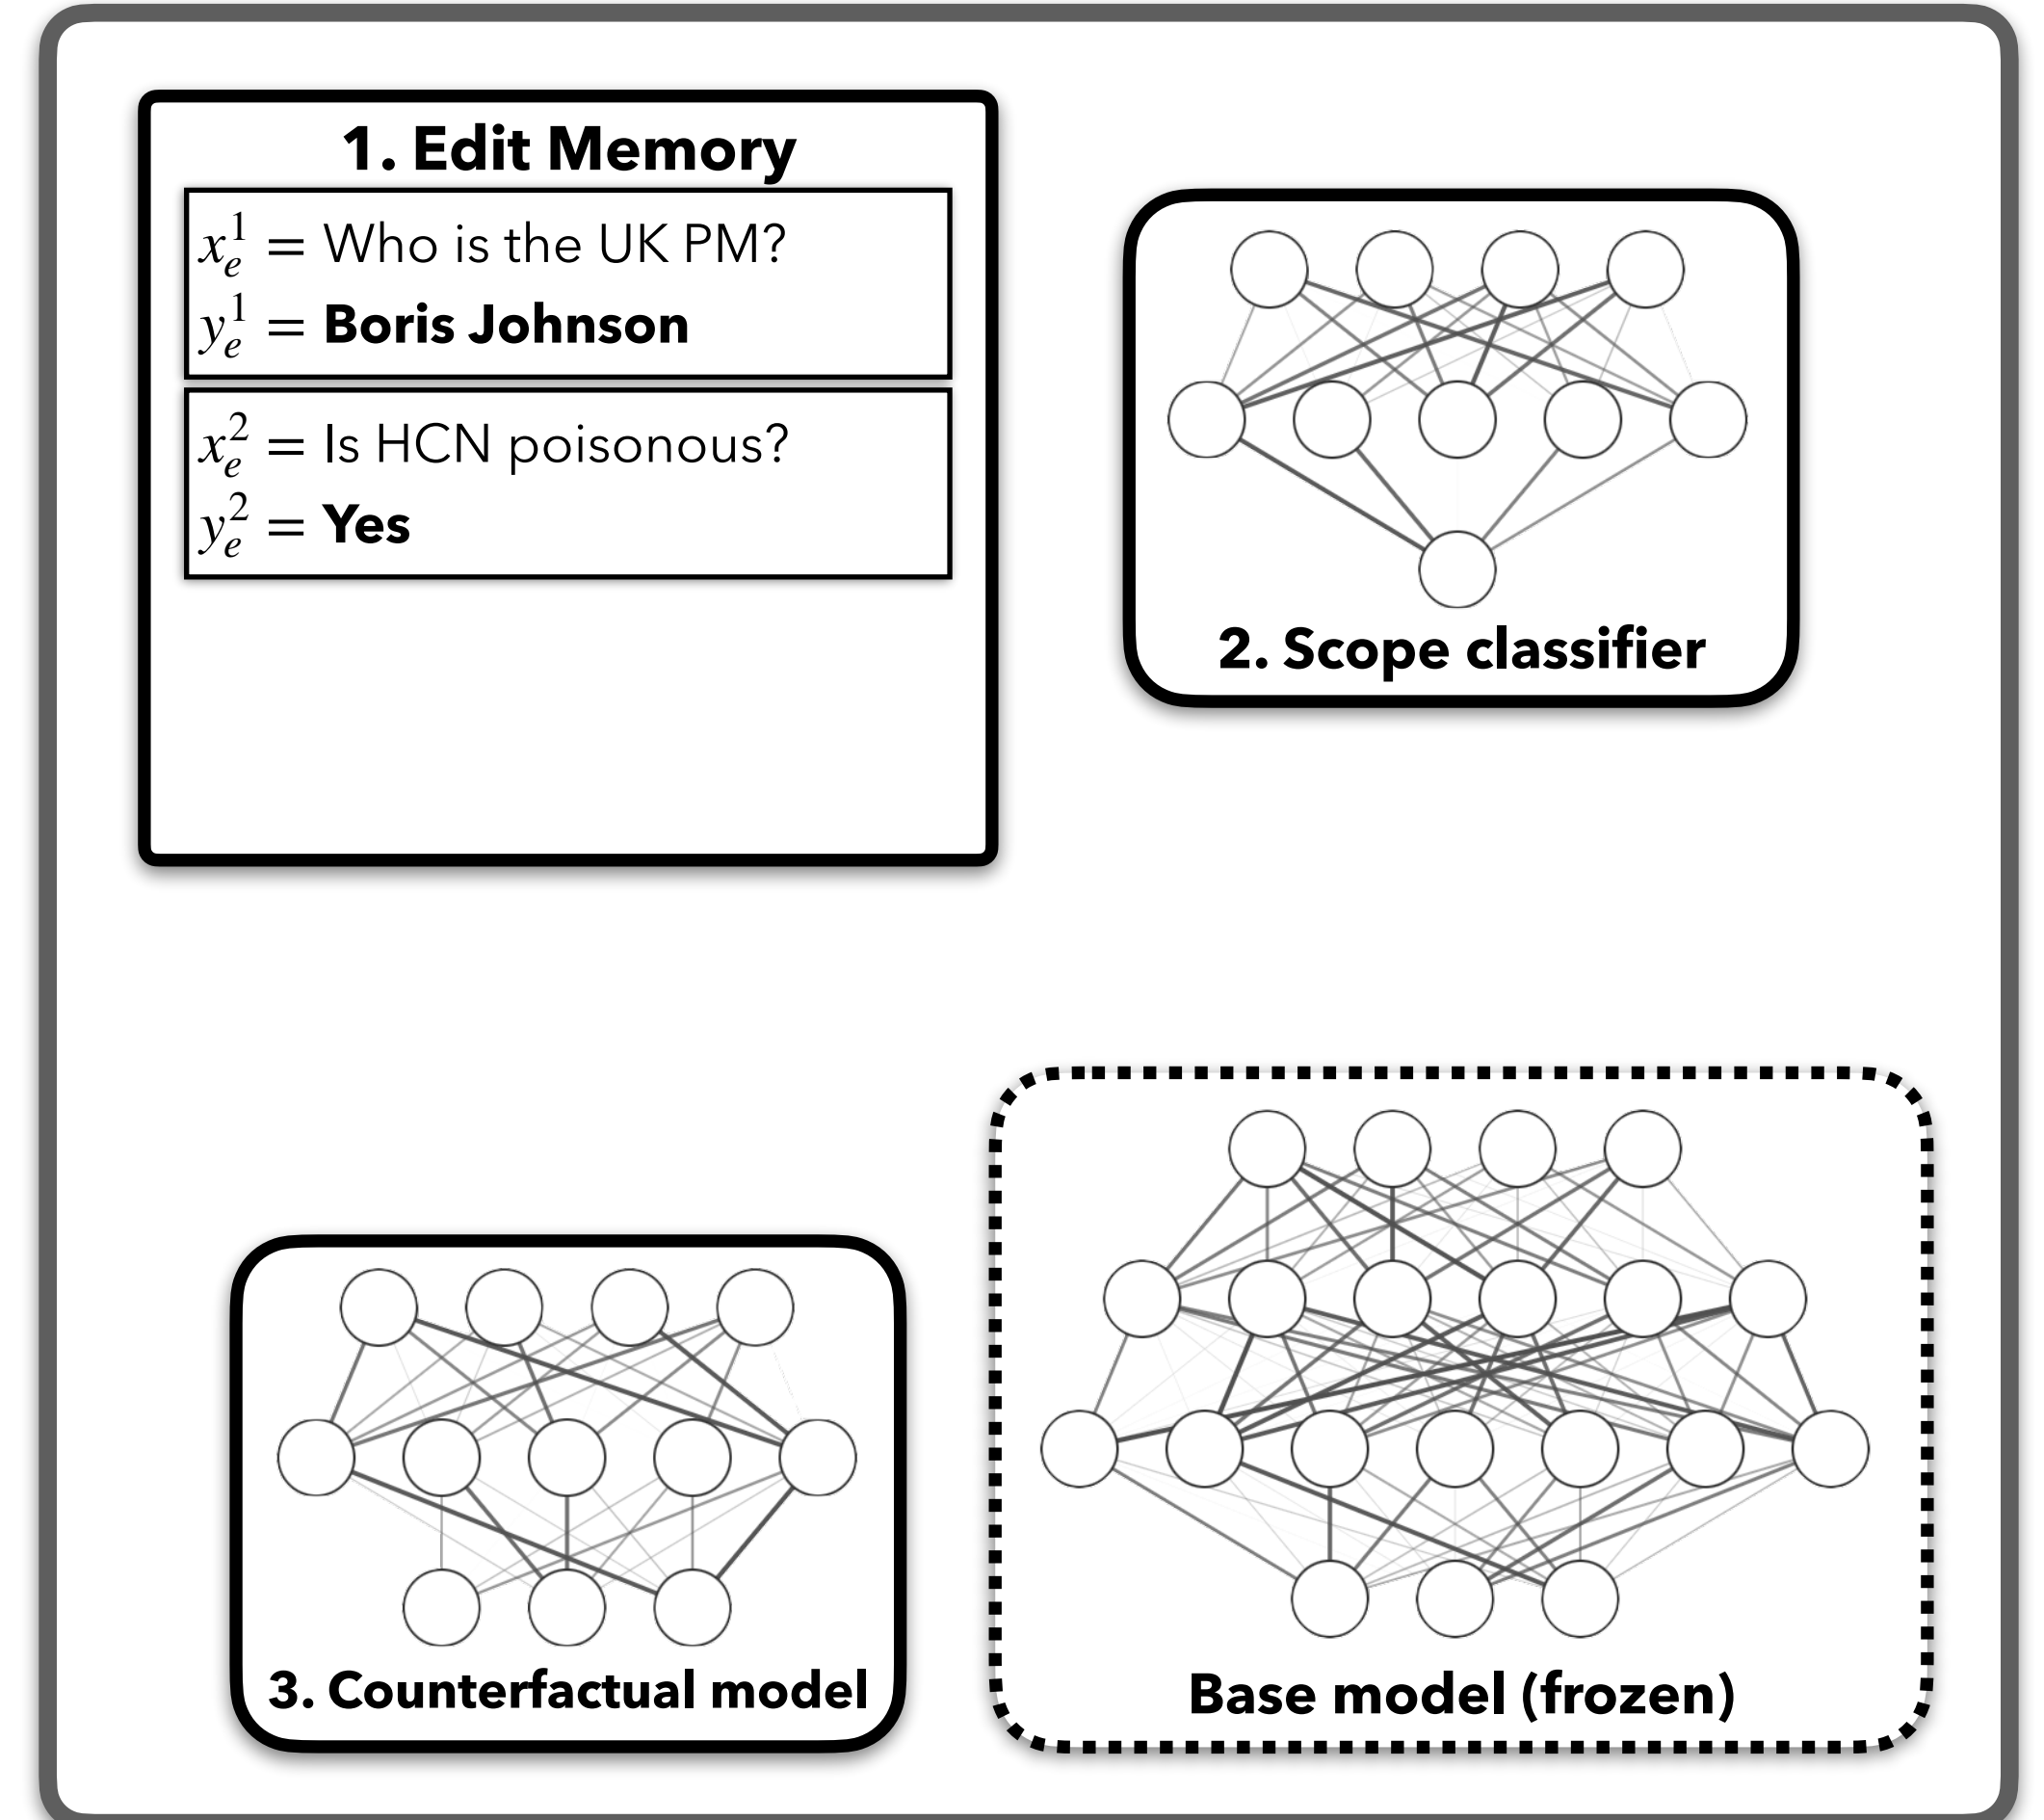 1. Edit Memory
x_e^1 = Who is the UK PM?
y_e^1 = Boris Johnson
x_e^2 = Is HCN poisonous?
y_e^2 = Yes
2. Scope classifier
3. Counterfactual model
Base model (frozen)